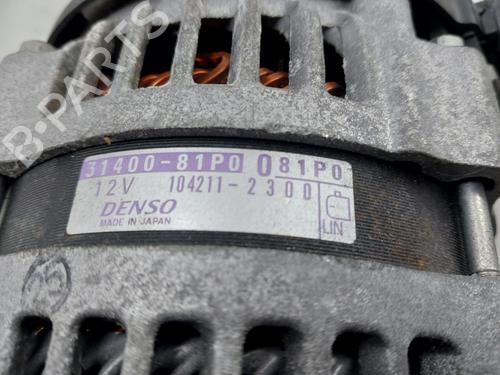 B-PARTS
31400-81P0 081P0
12V 104211-2300
DENSO
MADE IN JAPAN
LIN